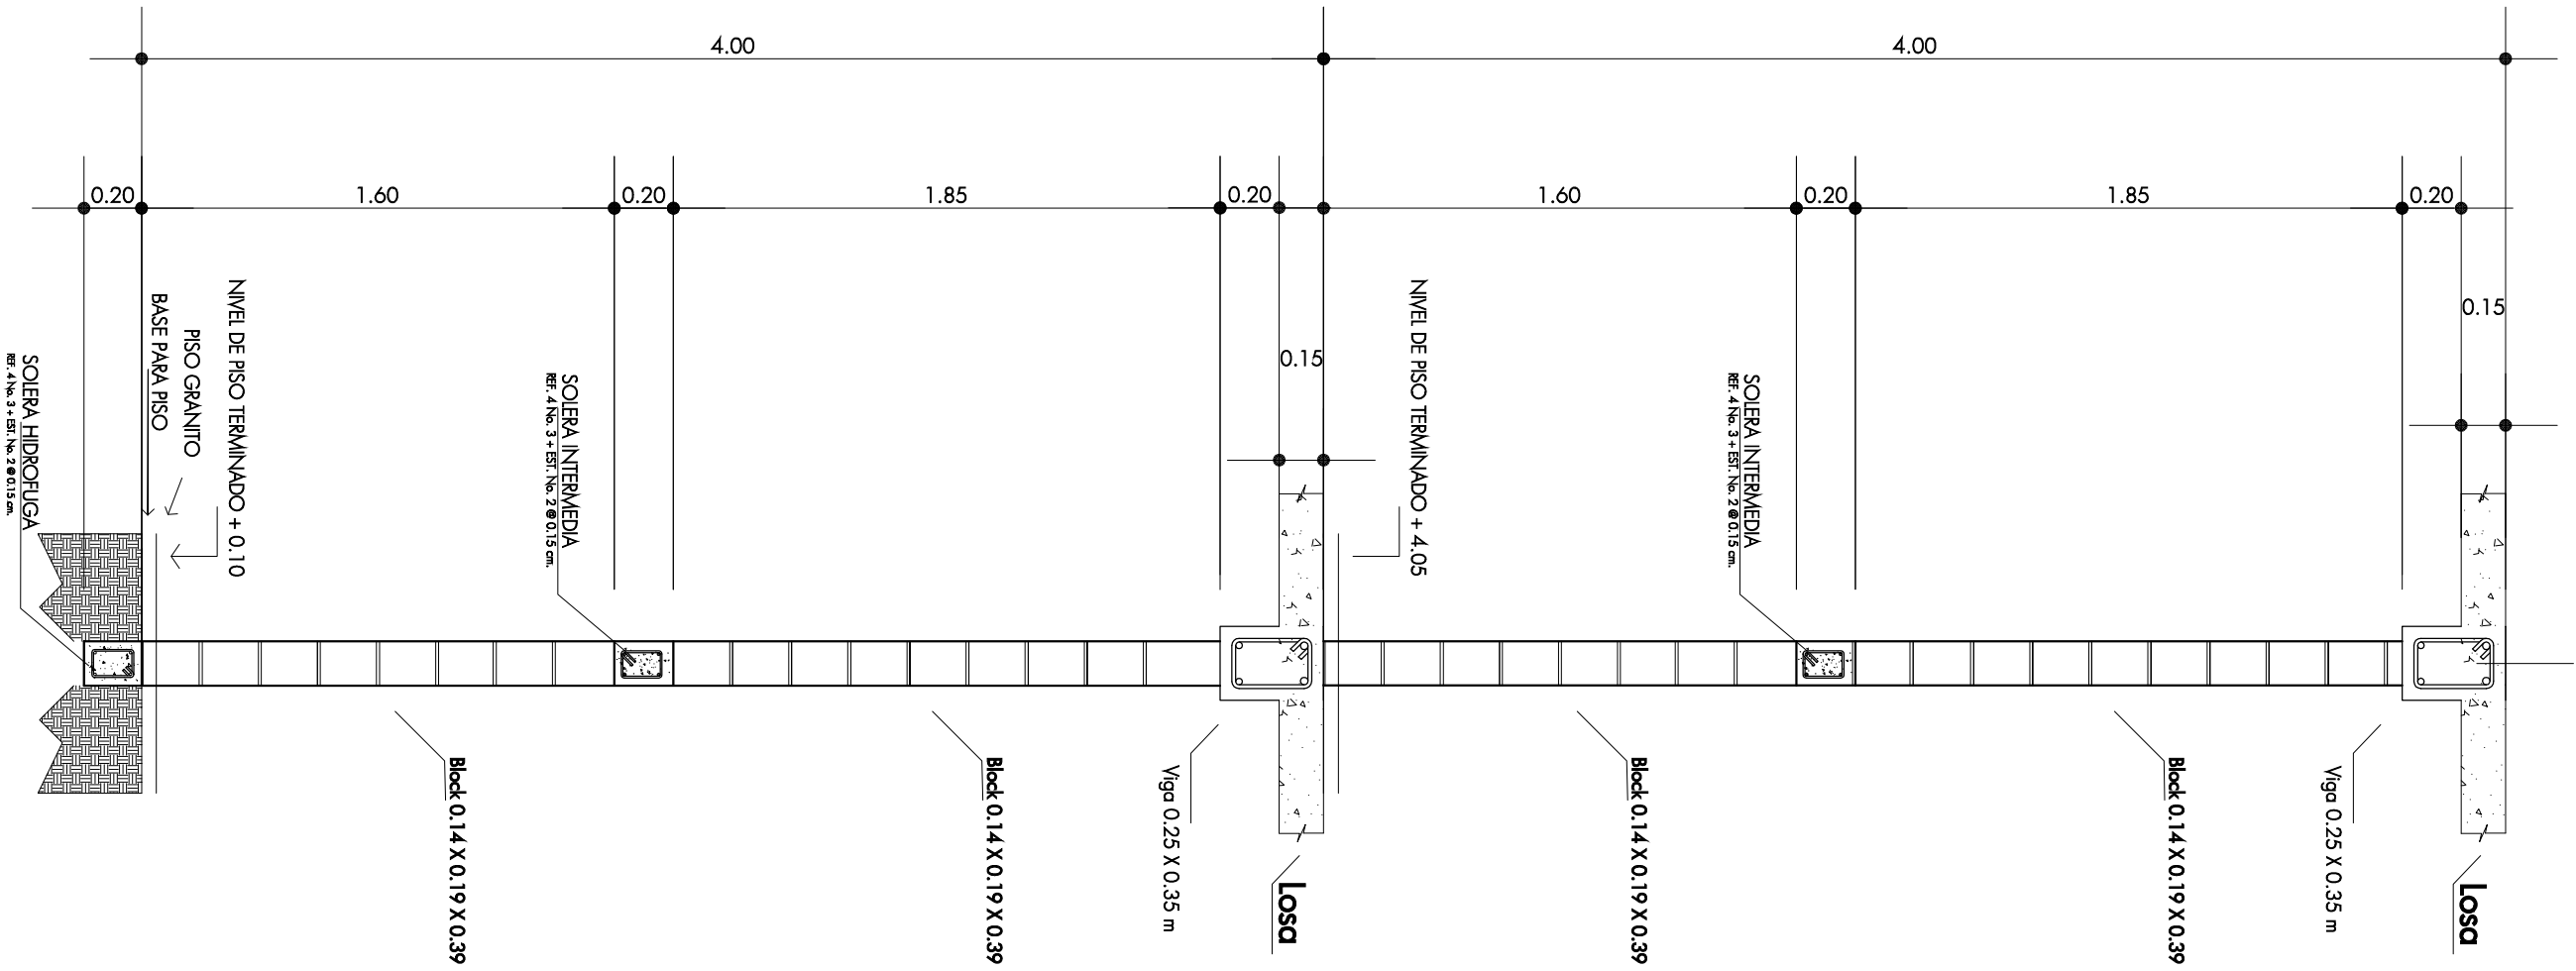 4.00
4.00
0.20
1.60
0.20
1.85
0.20
1.60
0.20
1.85
0.20
0.15
0.15
NIVEL DE PISO TERMINADO + 0.10
PISO GRANITO
BASE PARA PISO
SOLERA HIDROFUGA
REF. 4 No. 3 + EST. No. 2 @ 0.15 cm.
SOLERA INTERMEDIA
REF. 4 No. 3 + EST. No. 2 @ 0.15 cm.
NIVEL DE PISO TERMINADO + 4.05
SOLERA INTERMEDIA
REF. 4 No. 3 + EST. No. 2 @ 0.15 cm.
Block 0.14 X 0.19 X 0.39
Block 0.14 X 0.19 X 0.39
Viga 0.25 X 0.35 m
Losa
Block 0.14 X 0.19 X 0.39
Block 0.14 X 0.19 X 0.39
Viga 0.25 X 0.35 m
Losa